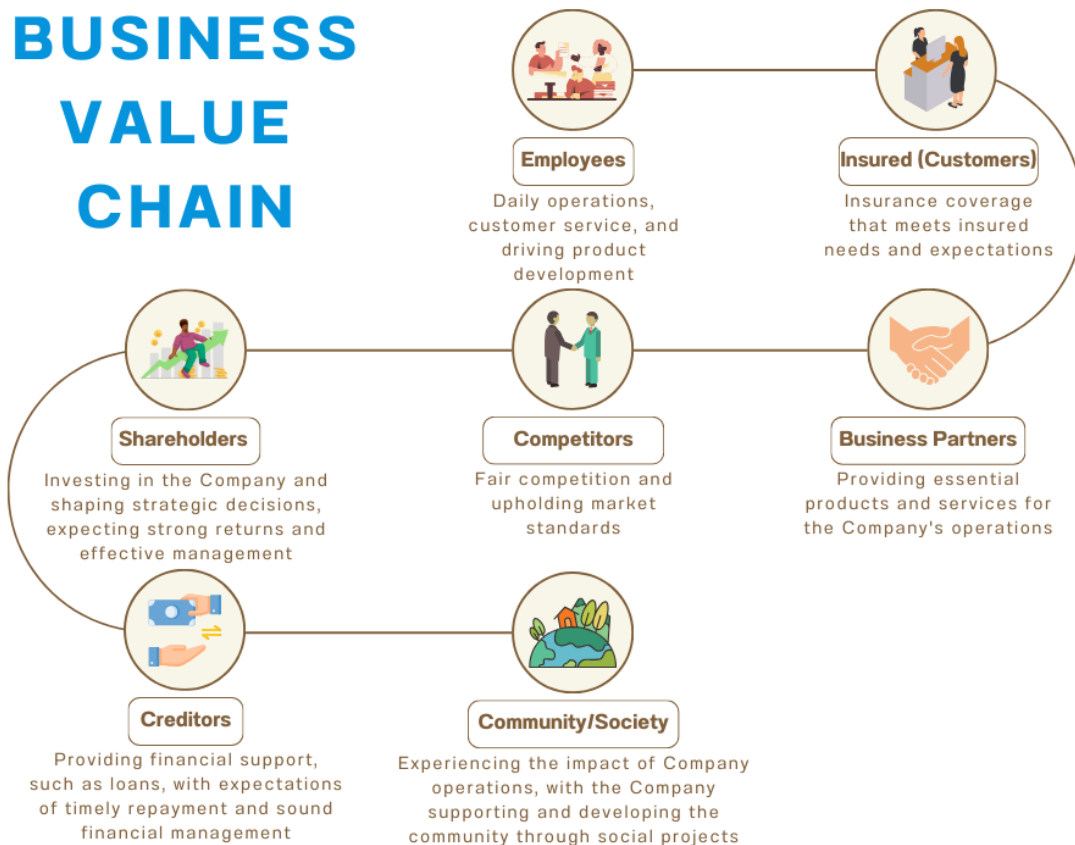 BUSINESS
VALUE
CHAIN
Employees
Daily operations,
customer service, and
driving product
development
Insured (Customers)
Insurance coverage
that meets insured
needs and expectations
Business Partners
Providing essential
products and services for
the Company's operations
Competitors
Fair competition and
upholding market
standards
Shareholders
Investing in the Company and
shaping strategic decisions,
expecting strong returns and
effective management
Creditors
Providing financial support,
such as loans, with expectations
of timely repayment and sound
financial management
Community/Society
Experiencing the impact of Company
operations, with the Company
supporting and developing the
community through social projects